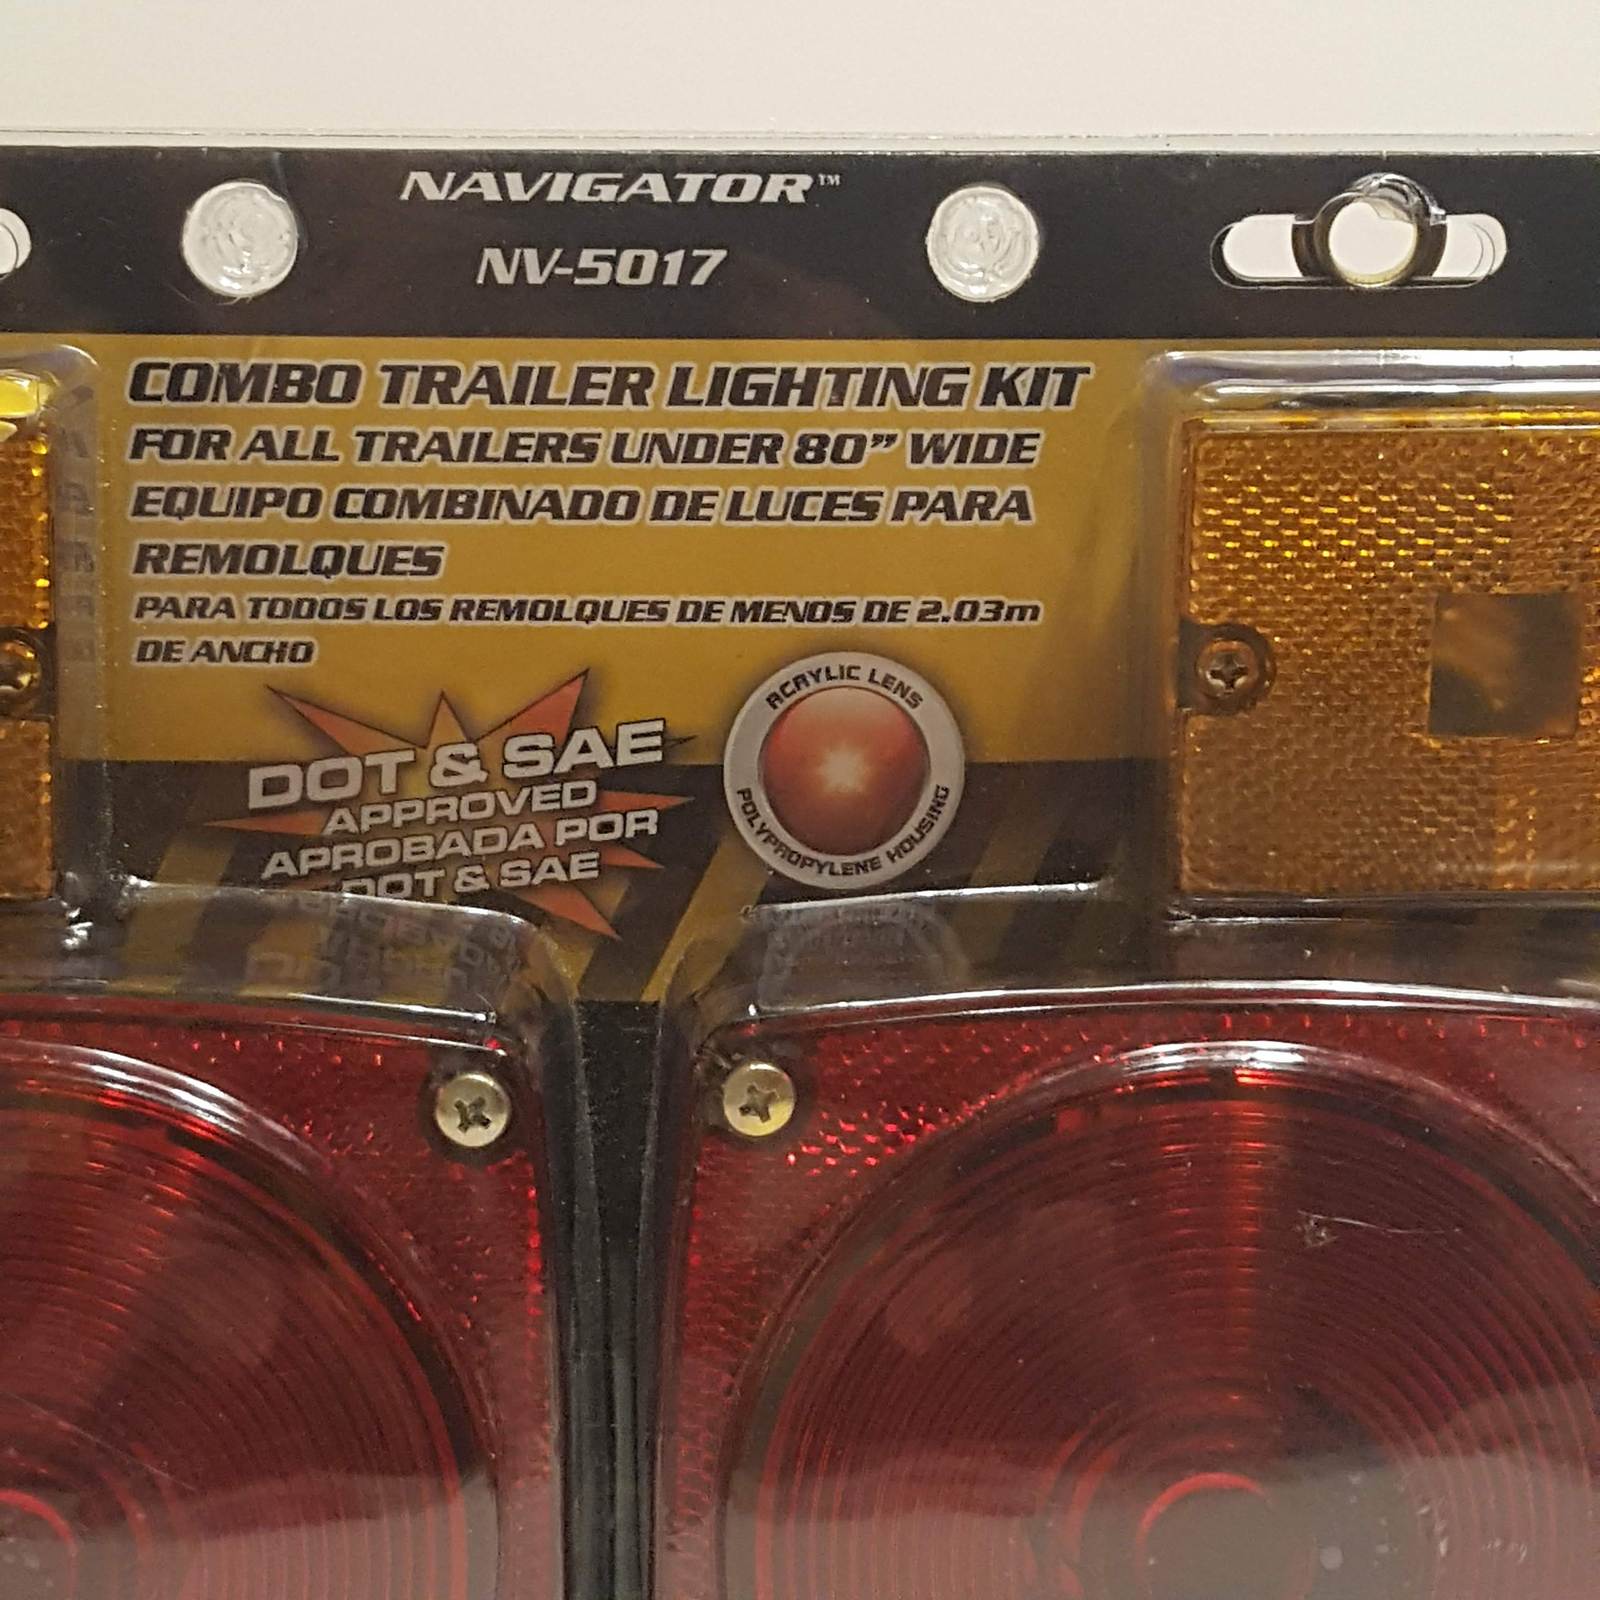 NAVIGATOR™
NV-5017
COMBO TRAILER LIGHTING KIT
FOR ALL TRAILERS UNDER 80” WIDE
EQUIPO COMBINADO DE LUCES PARA
REMOLQUES
PARA TODOS LOS REMOLQUES DE MENOS DE 2.03m
DE ANCHO
DOT & SAE
APPROVED
APROBADA POR
DOT & SAE
ACRYLIC LENS
POLYPROPYLENE HOUSING